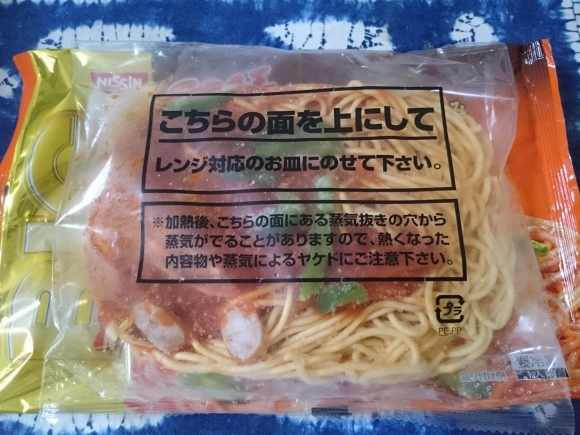 NISSIN
こちらの面を上にして
レンジ対応のお皿にのせて下さい。
※加熱後、こちらの面にある蒸気抜きの穴から
蒸気がでることがありますので、熱くなった
内容物や蒸気によるヤケドにご注意下さい。
プラ
PE,PP